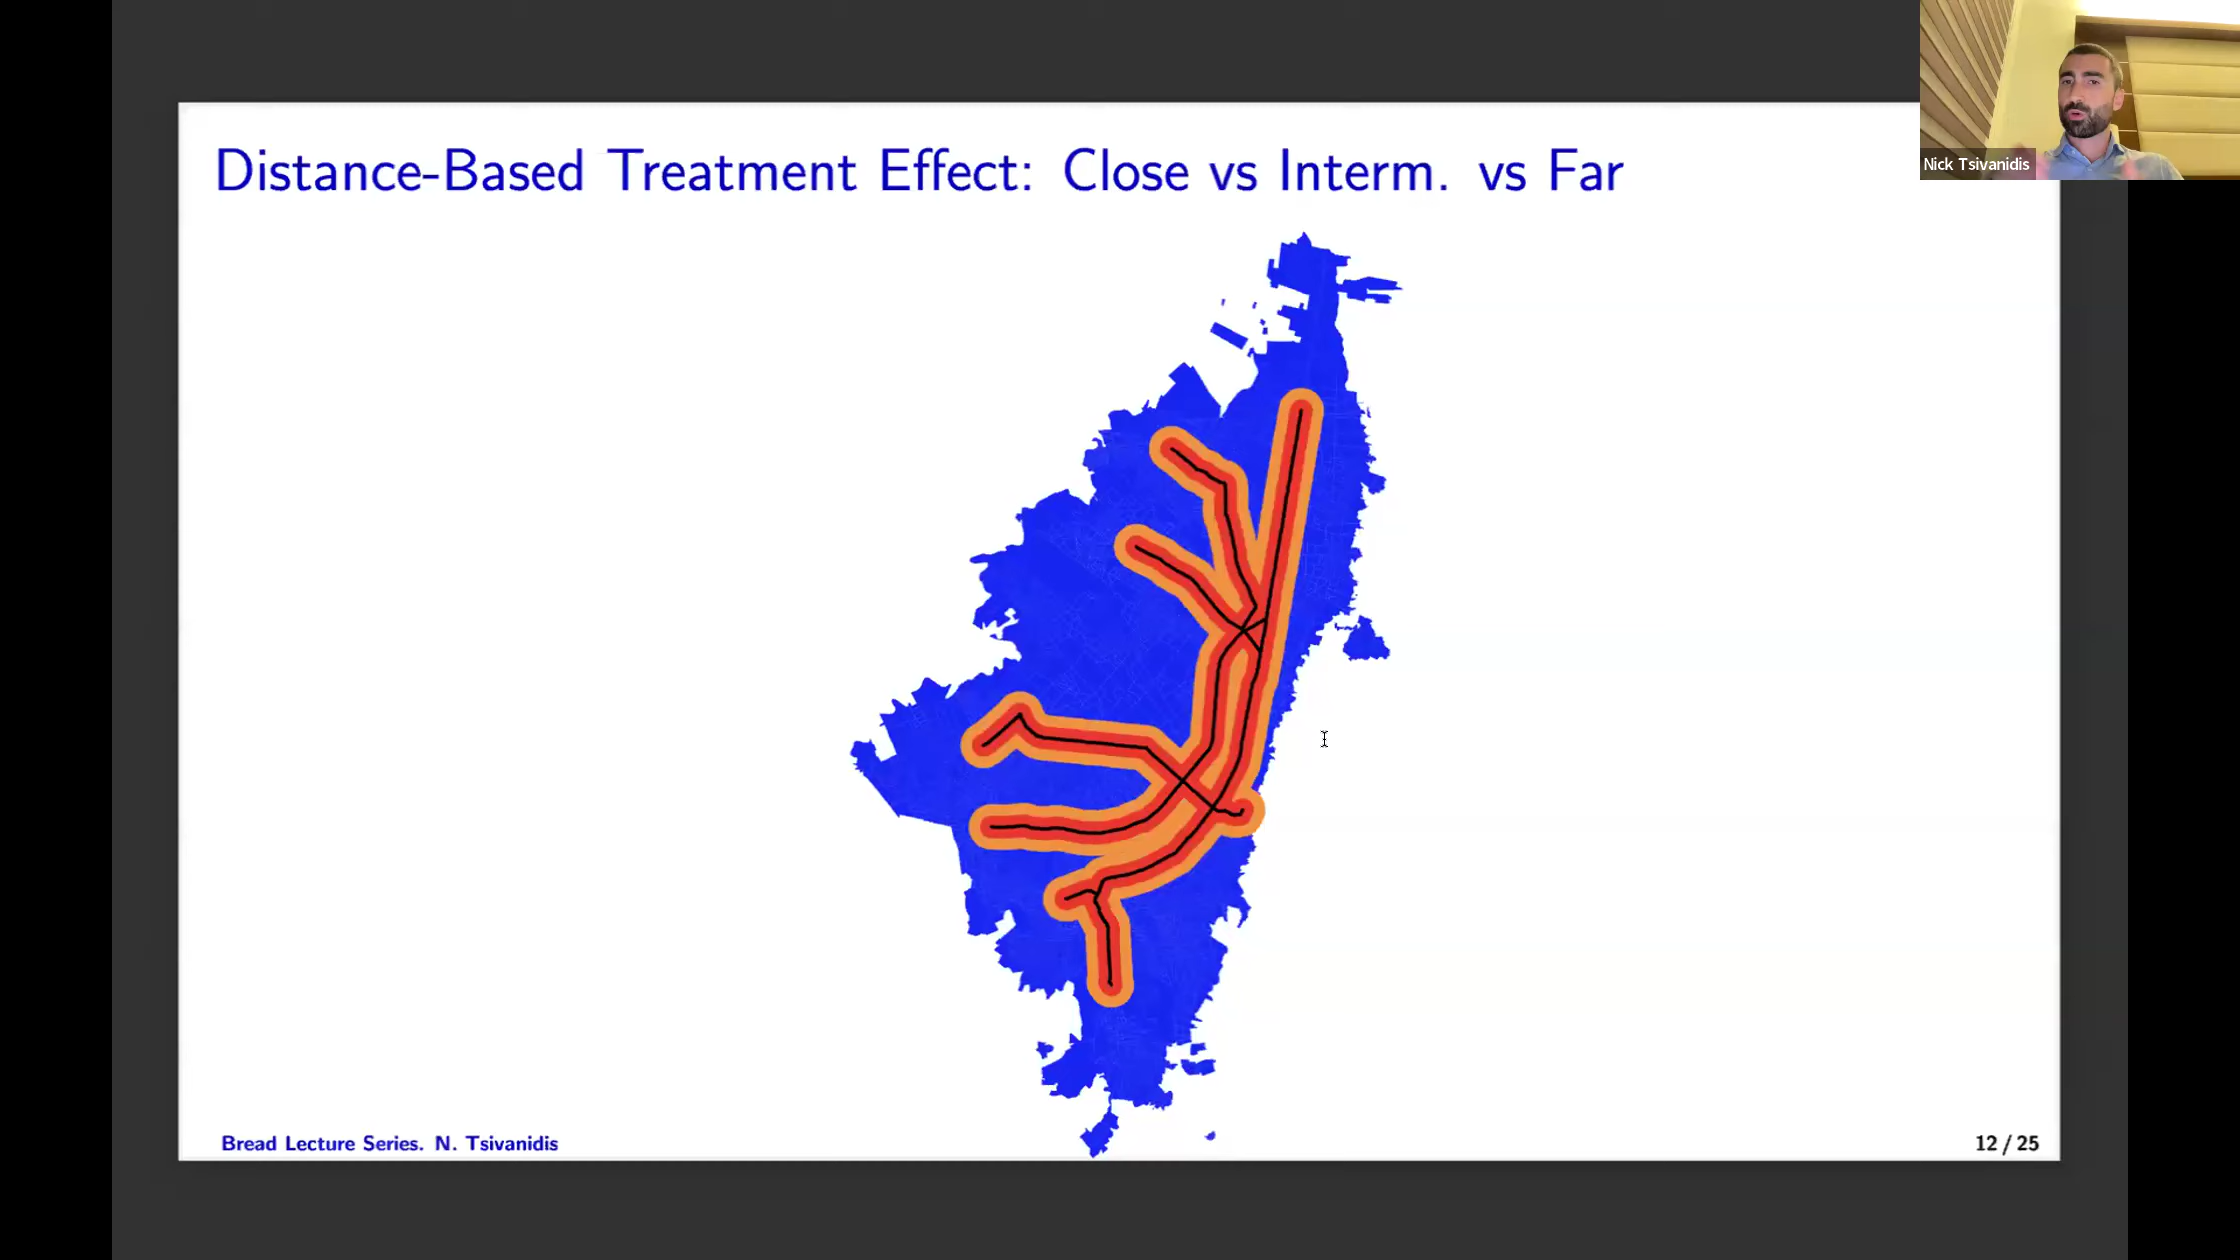 Distance-Based Treatment Effect: Close vs Interm. vs Far
Nick Tsivanidis
Bread Lecture Series. N. Tsivanidis
12 / 25